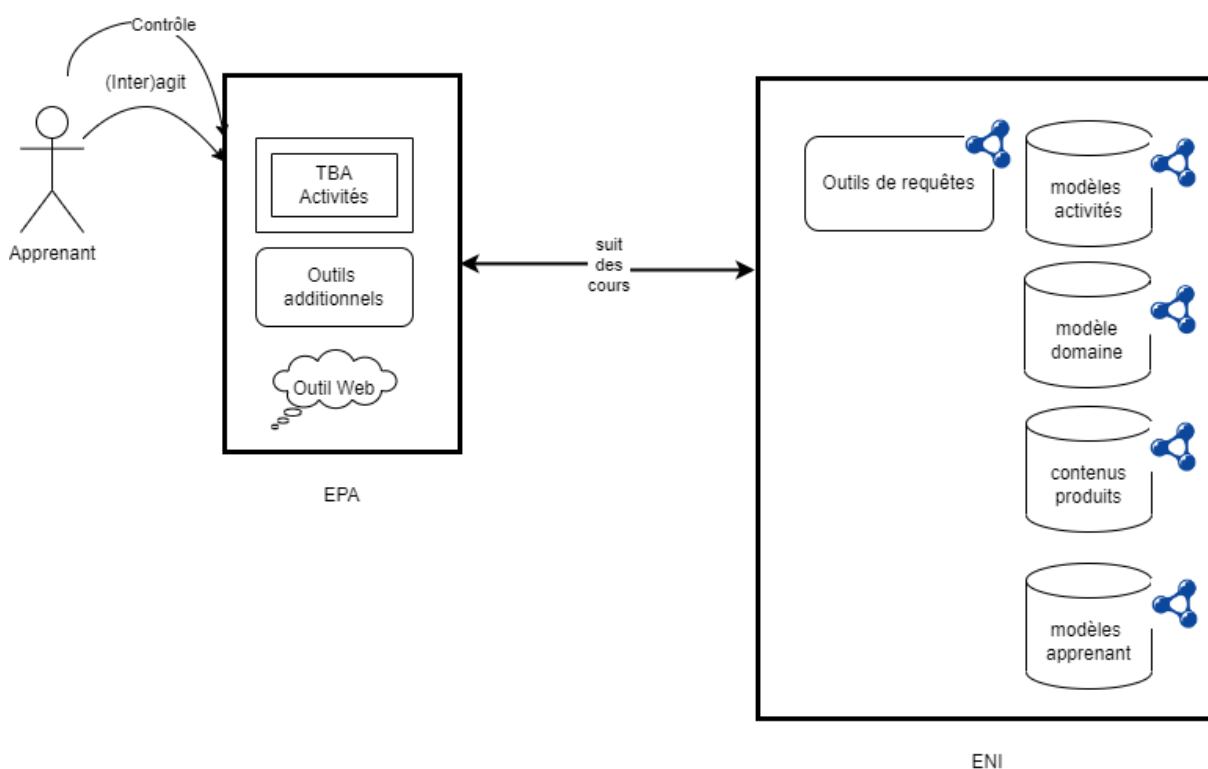 Contrôle
(Inter)agit
Apprenant
TBA
Activités
Outils
additionnels
Outil Web
EPA
suit
des
cours
Outils de requêtes
modèles
activités
modèle
domaine
contenus
produits
modèles
apprenant
ENI